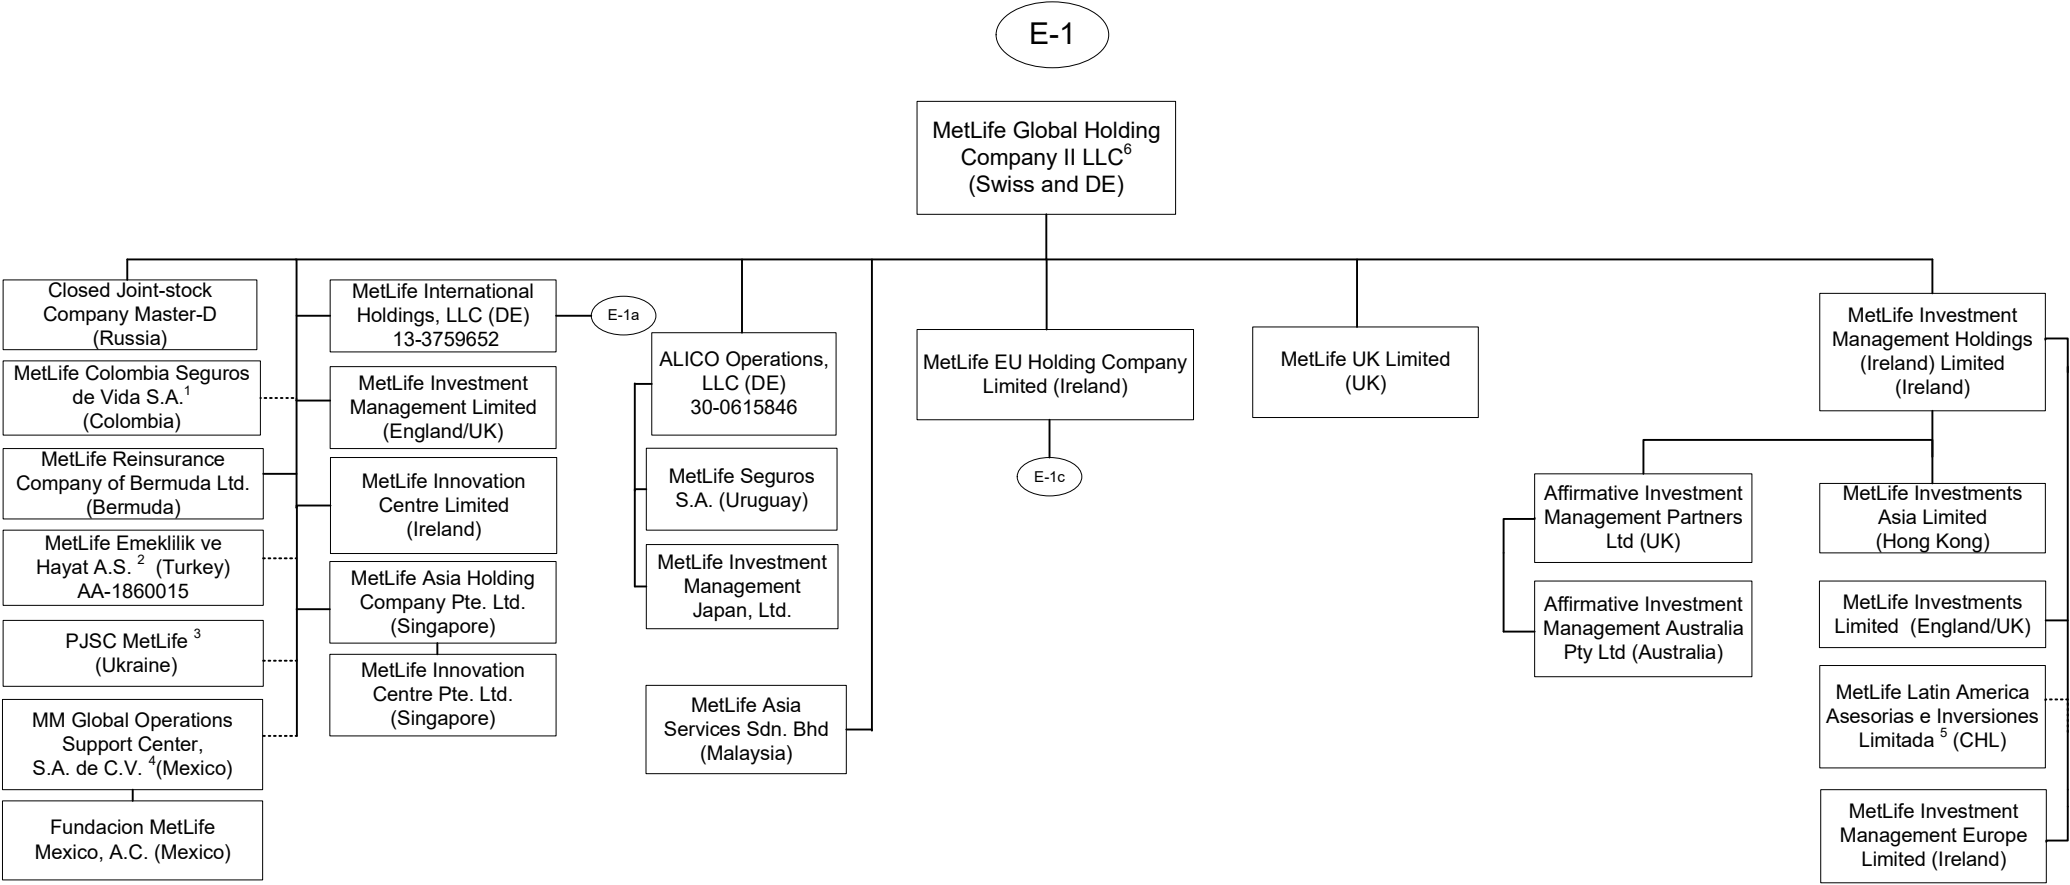 E-1
MetLife Global Holding
Company II LLC6
(Swiss and DE)
Closed Joint-stock
Company Master-D
(Russia)
MetLife Colombia Seguros
de Vida S.A.1
(Colombia)
MetLife Reinsurance
Company of Bermuda Ltd.
(Bermuda)
MetLife Emeklilik ve
Hayat A.S. 2 (Turkey)
AA-1860015
PJSC MetLife 3
(Ukraine)
MM Global Operations
Support Center,
S.A. de C.V. 4(Mexico)
Fundacion MetLife
Mexico, A.C. (Mexico)
MetLife International
Holdings, LLC (DE)
13-3759652
E-1a
MetLife Investment
Management Limited
(England/UK)
MetLife Innovation
Centre Limited
(Ireland)
MetLife Asia Holding
Company Pte. Ltd.
(Singapore)
MetLife Innovation
Centre Pte. Ltd.
(Singapore)
ALICO Operations,
LLC (DE)
30-0615846
MetLife Seguros
S.A. (Uruguay)
MetLife Investment
Management
Japan, Ltd.
MetLife Asia
Services Sdn. Bhd
(Malaysia)
MetLife EU Holding Company
Limited (Ireland)
E-1c
MetLife UK Limited
(UK)
MetLife Investment
Management Holdings
(Ireland) Limited
(Ireland)
Affirmative Investment
Management Partners
Ltd (UK)
Affirmative Investment
Management Australia
Pty Ltd (Australia)
MetLife Investments
Asia Limited
(Hong Kong)
MetLife Investments
Limited (England/UK)
MetLife Latin America
Asesorias e Inversiones
Limitada 5 (CHL)
MetLife Investment
Management Europe
Limited (Ireland)